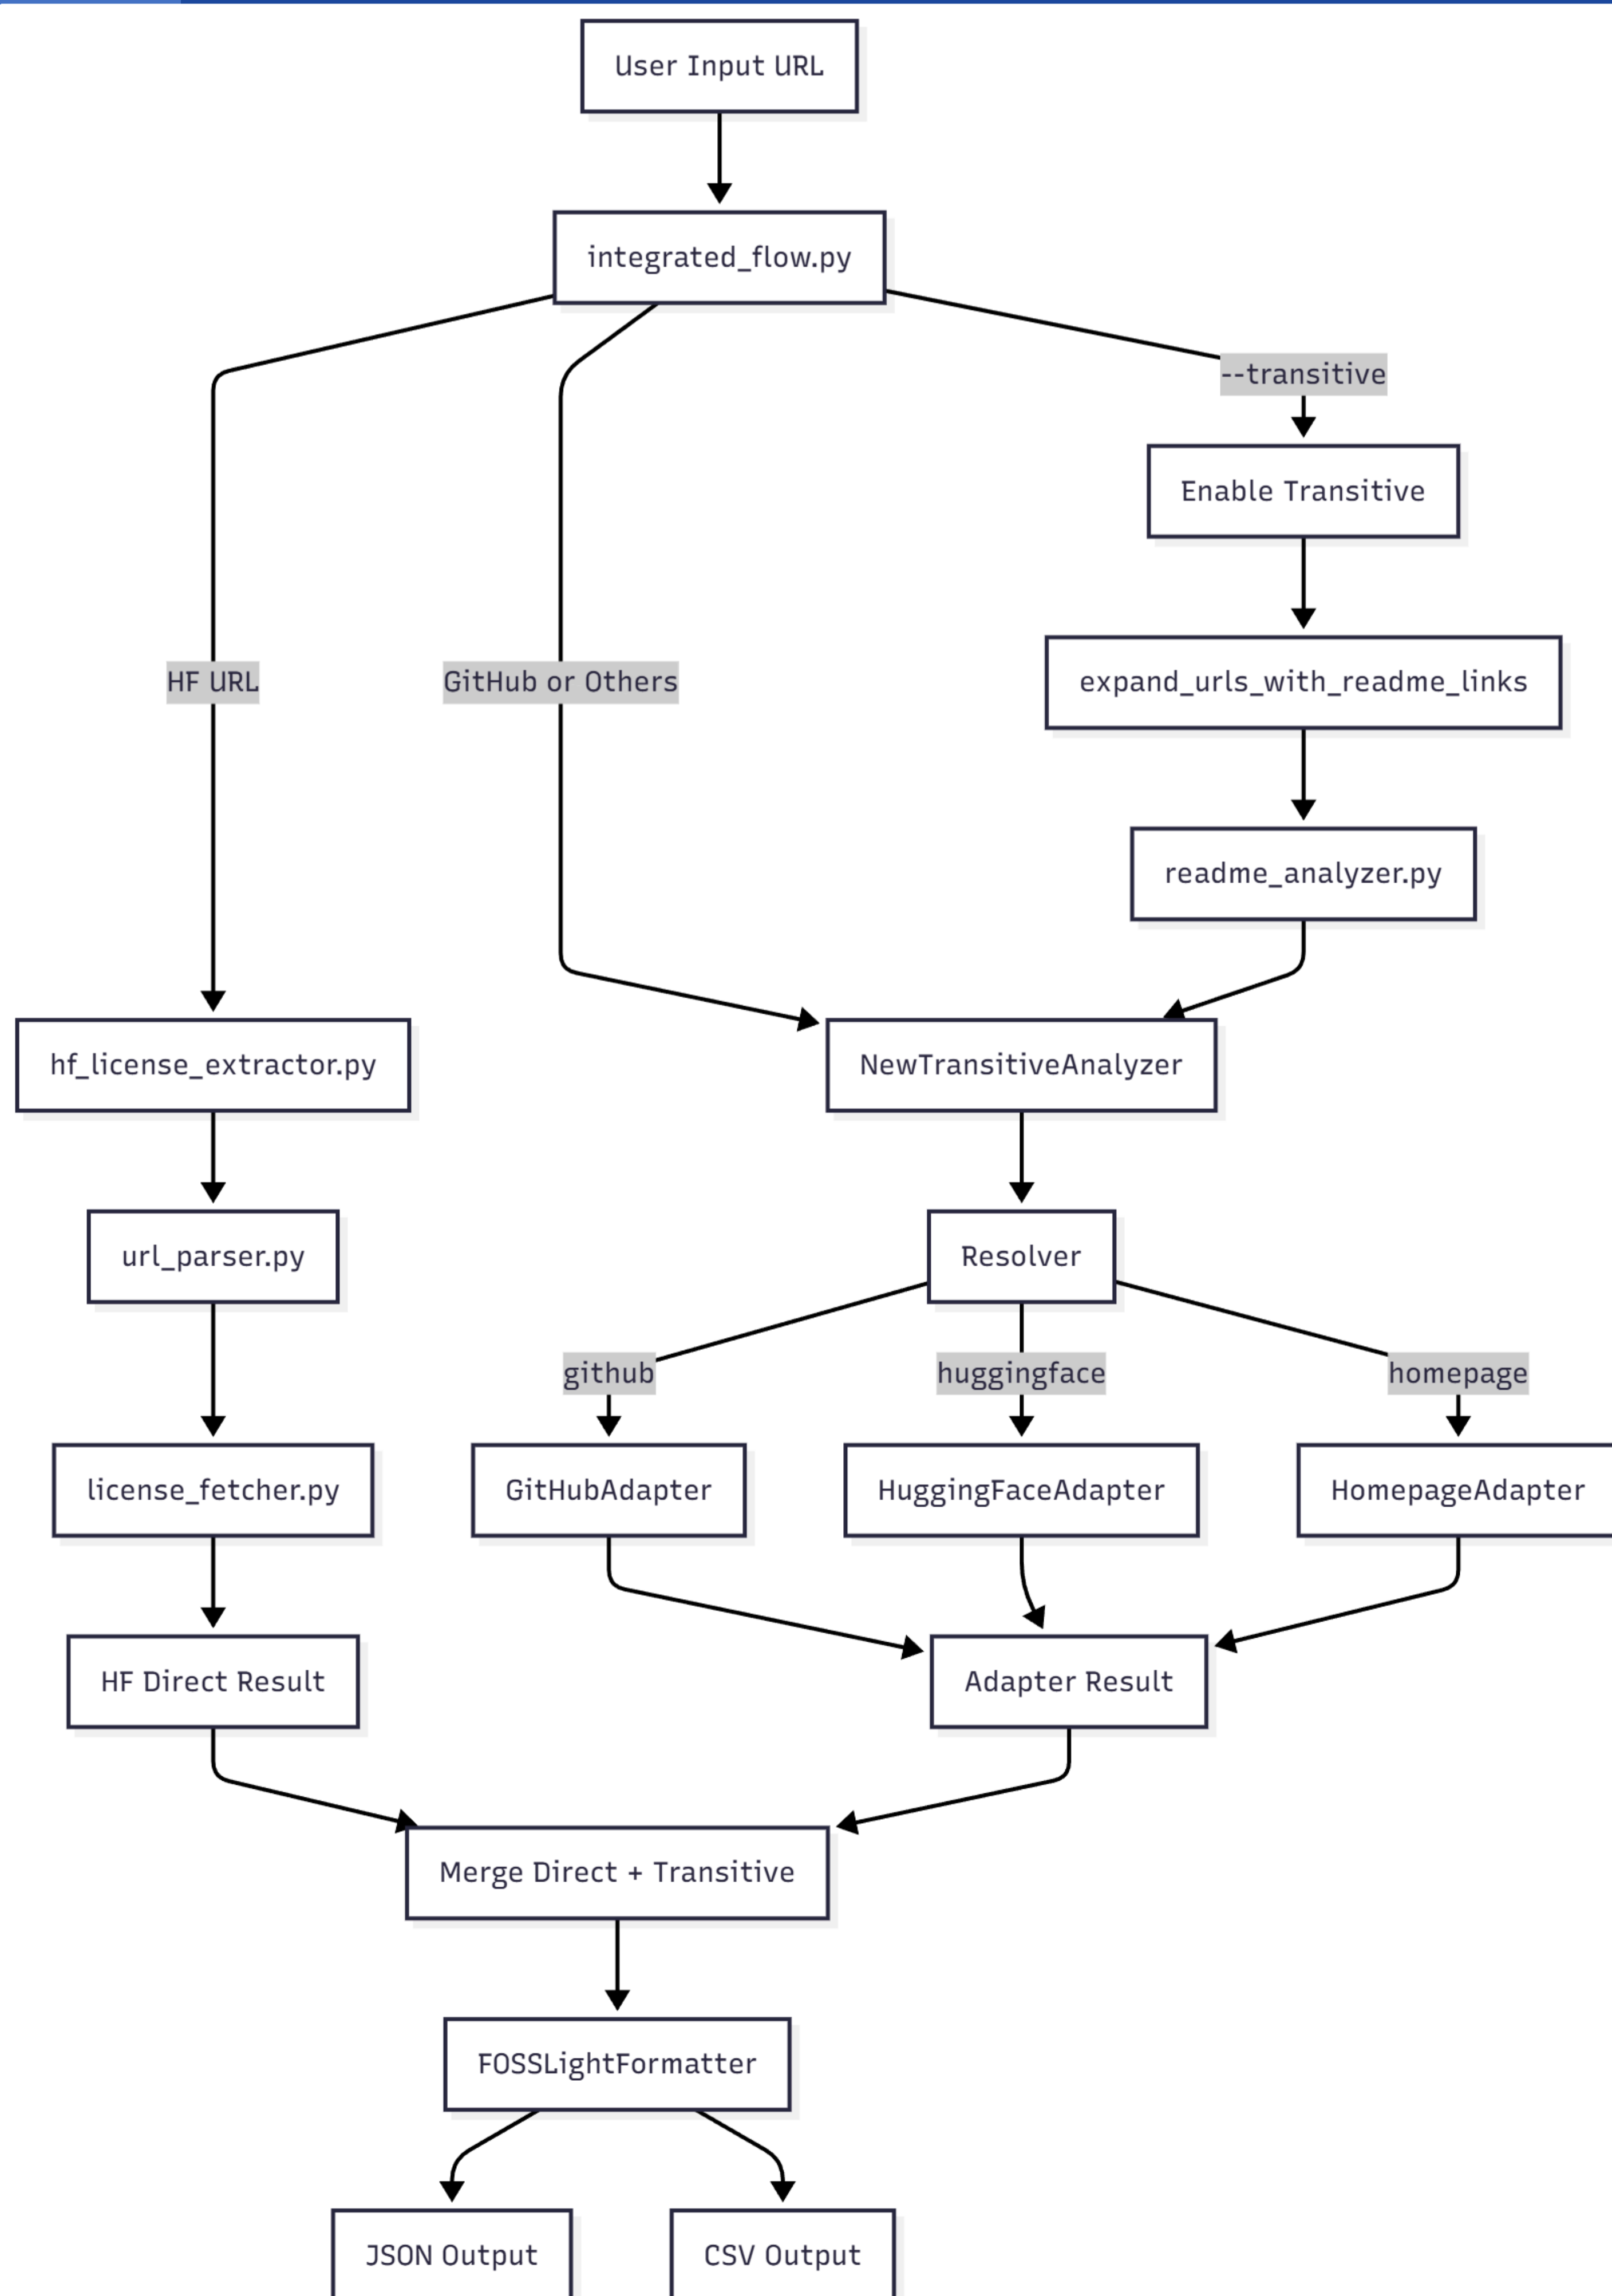 User Input URL
integrated_flow.py
--transitive
Enable Transitive
HF URL
GitHub or Others
expand_urls_with_readme_links
readme_analyzer.py
hf_license_extractor.py
NewTransitiveAnalyzer
url_parser.py
Resolver
github
huggingface
homepage
license_fetcher.py
GitHubAdapter
HuggingFaceAdapter
HomepageAdapter
HF Direct Result
Adapter Result
Merge Direct + Transitive
FOSSLightFormatter
JSON Output
CSV Output